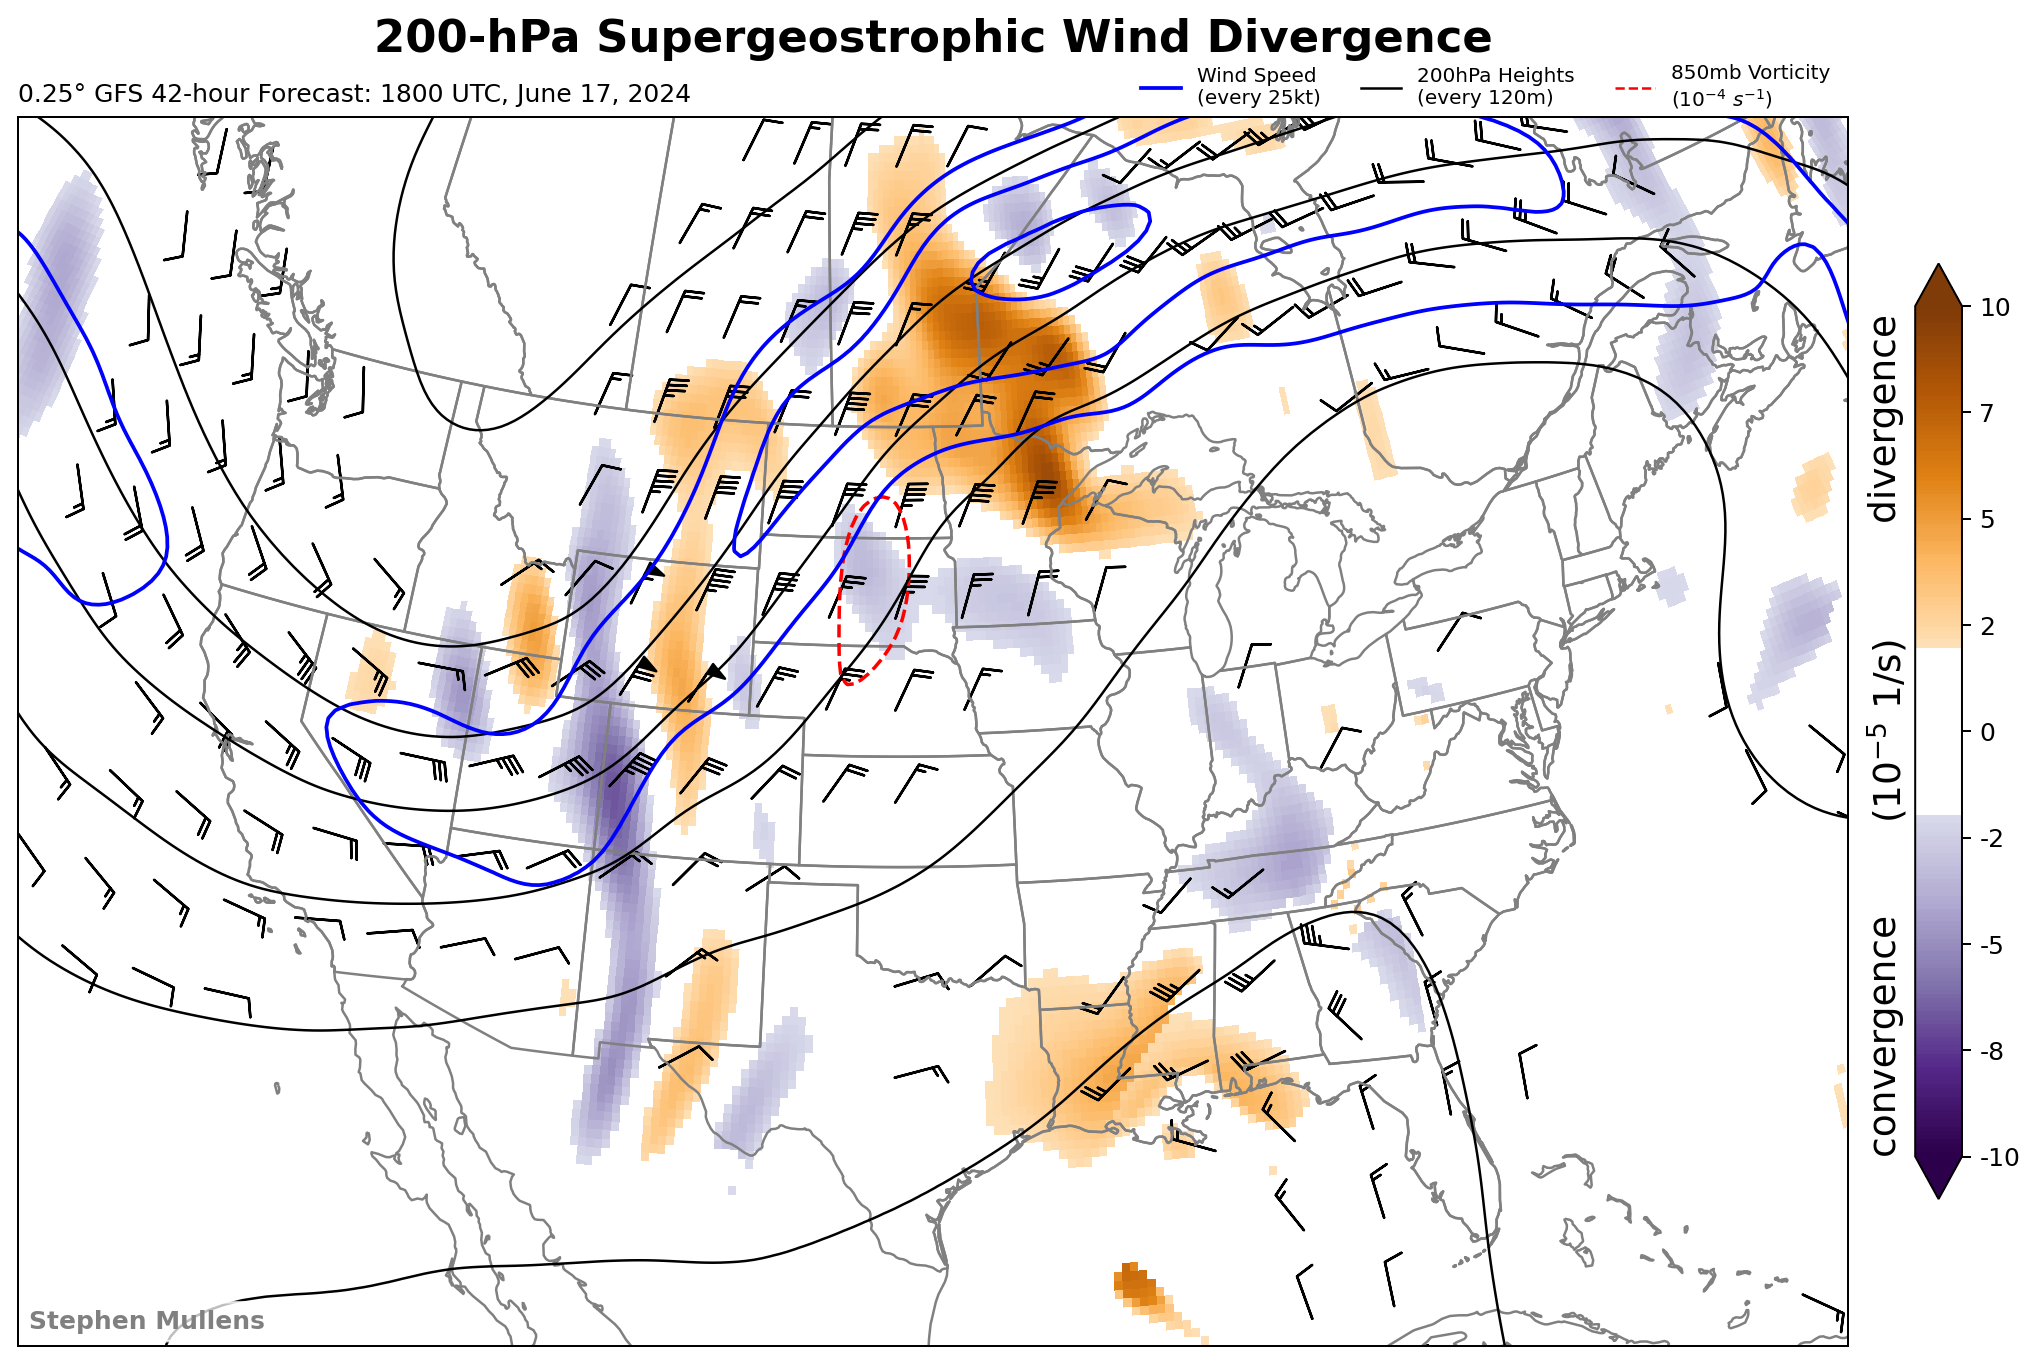 200-hPa Supergeostrophic Wind Divergence
0.25° GFS 42-hour Forecast: 1800 UTC, June 17, 2024
Wind Speed
(every 25kt)
200hPa Heights
(every 120m)
850mb Vorticity
(10⁻⁴ s⁻¹)
divergence
(10⁻⁵ 1/s)
convergence
10
7
5
2
0
-2
-5
-8
-10
Stephen Mullens